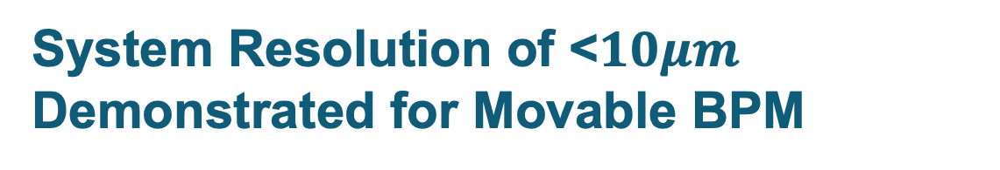 System Resolution of <10𝜇𝑚
Demonstrated for Movable BPM